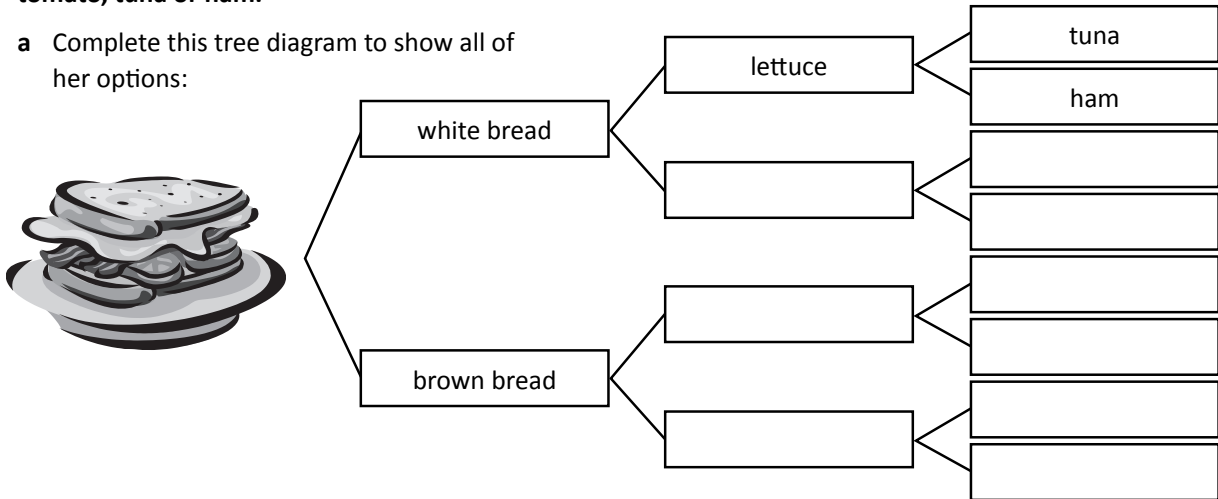 tomato, tuna or ham.
a Complete this tree diagram to show all of
her options:
white bread
brown bread
lettuce
tuna
ham